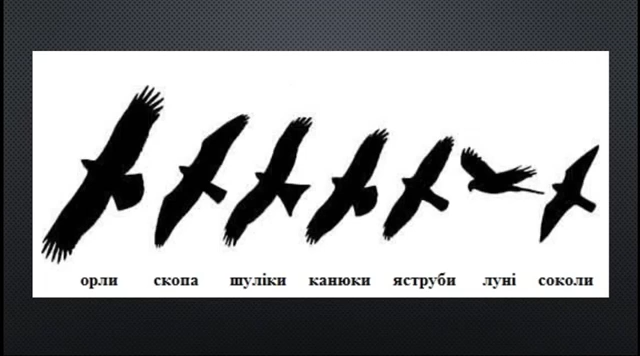 орли скопа шуліки канюки яструби луні соколи